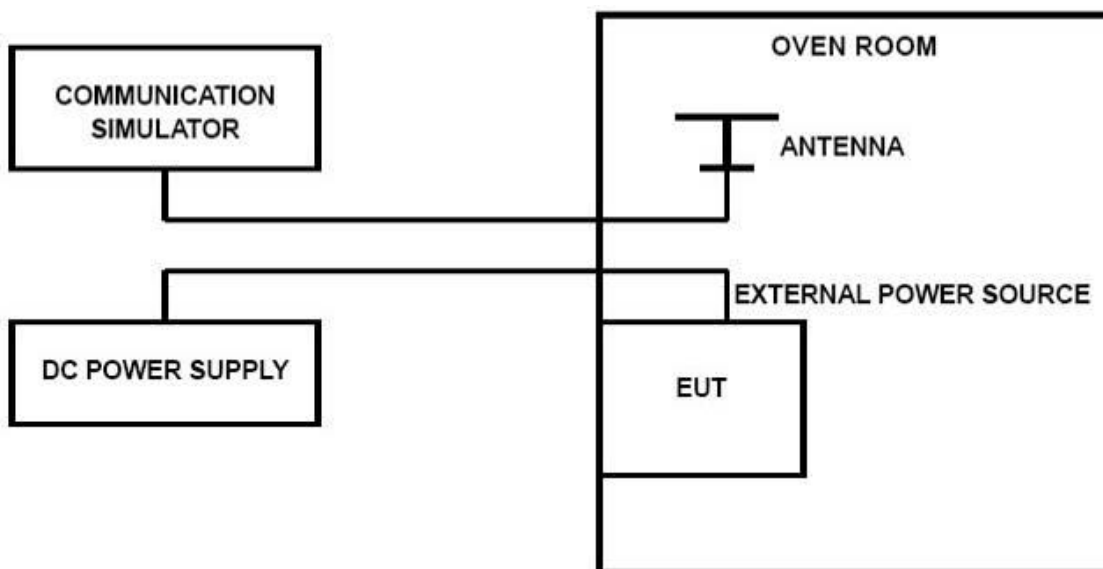 OVEN ROOM
COMMUNICATION
SIMULATOR
ANTENNA
EXTERNAL POWER SOURCE
DC POWER SUPPLY
EUT